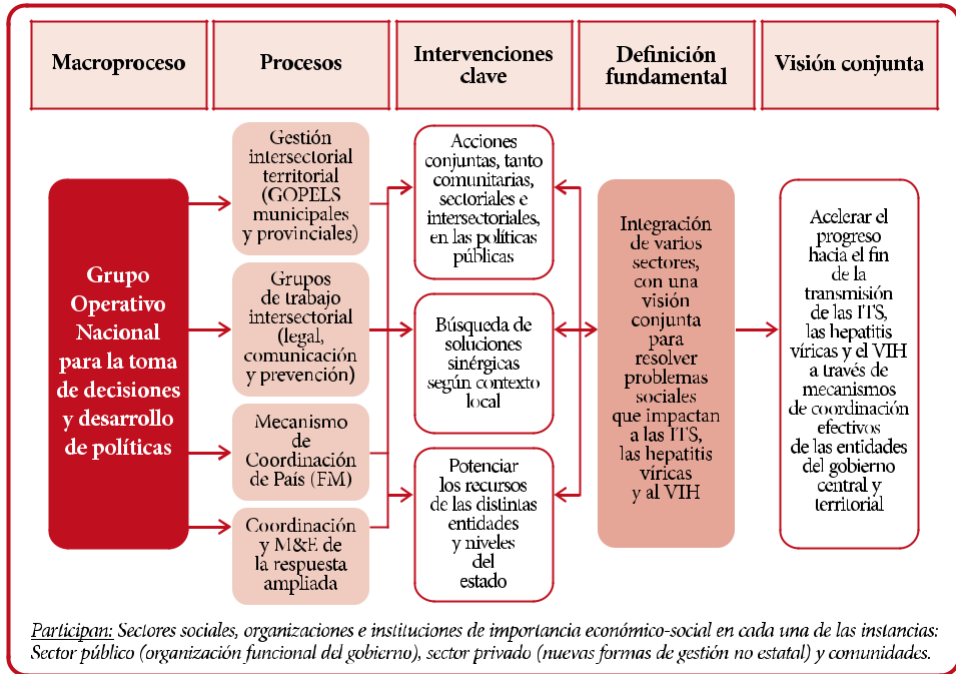 Macroproceso
Procesos
Intervenciones
clave
Definición
fundamental
Visión conjunta
Grupo
Operativo
Nacional
para la toma
de decisiones
y desarrollo
de políticas
Gestión
intersectorial
territorial
(GOPELS
municipales
y provinciales)
Grupos
de trabajo
intersectorial
(legal,
comunicación
y prevención)
Mecanismo
de
Coordinación
de País (FM)
Coordinación
y M&E de
la respuesta
ampliada
Acciones
conjuntas, tanto
comunitarias,
sectoriales e
intersectoriales,
en las políticas
públicas
Búsqueda de
soluciones
sinérgicas
según contexto
local
Potenciar
los recursos
de las distintas
entidades
y niveles
del
estado
Integración
de varios
sectores,
con una
visión
conjunta
para
resolver
problemas
sociales
que impactan
a las ITS,
las hepatitis
víricas
y al VIH
Acelerar el
progreso
hacia el fin
de la
transmisión
de las ITS,
las hepatitis
víricas y el VIH
a través de
mecanismos
de coordinación
efectivos
de las entidades
del gobierno
central y
territorial
Participan: Sectores sociales, organizaciones e instituciones de importancia económico-social en cada una de las instancias:
Sector público (organización funcional del gobierno), sector privado (nuevas formas de gestión no estatal) y comunidades.